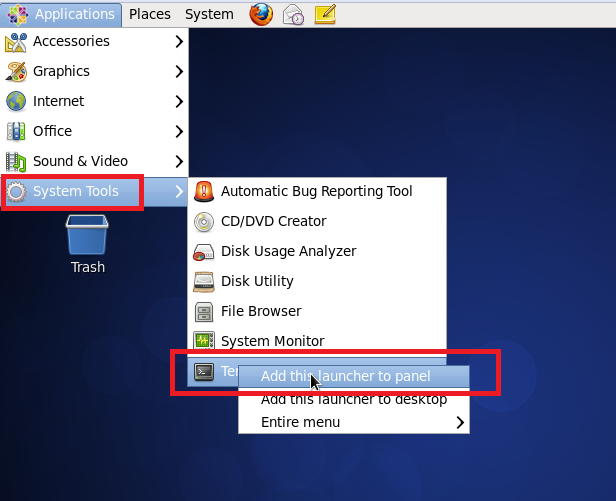 Applications Places System
Accessories
Graphics
Internet
Office
Sound & Video
System Tools
Automatic Bug Reporting Tool
CD/DVD Creator
Disk Usage Analyzer
Disk Utility
File Browser
System Monitor
Trash
Add this launcher to panel
Add this launcher to desktop
Entire menu